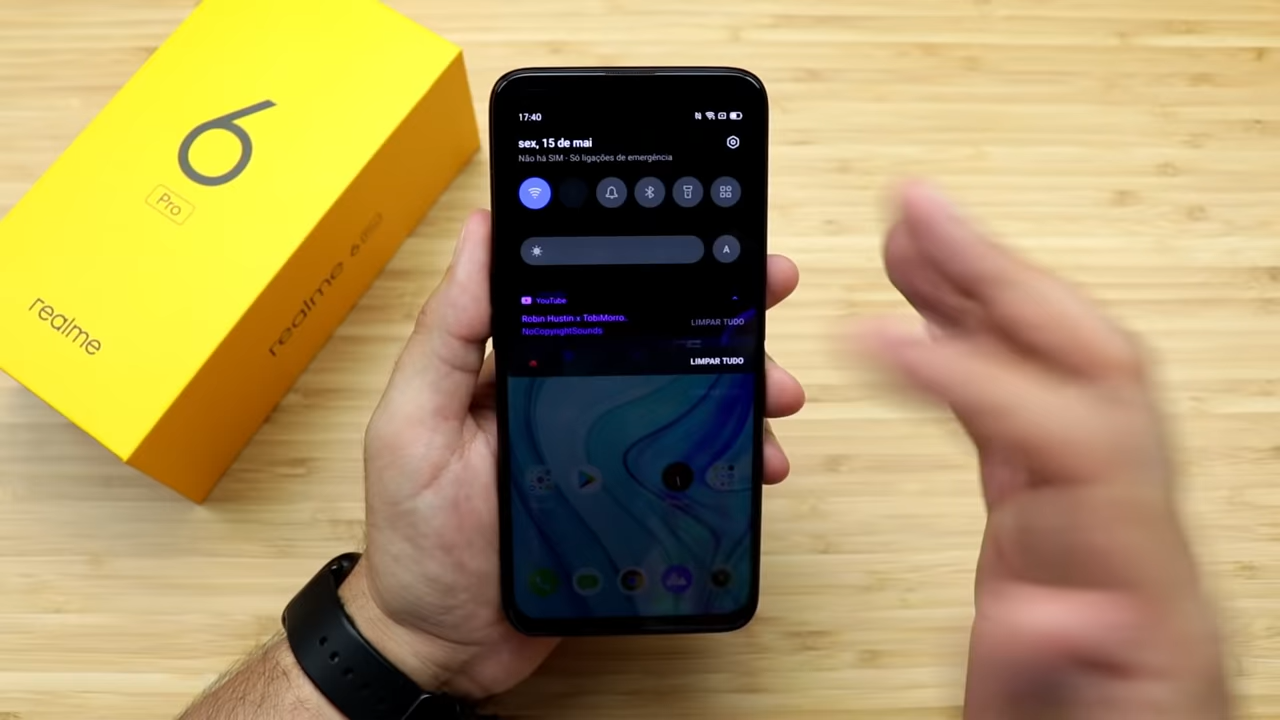 6
Pro
realme
realme 6
17:40
sex, 15 de mai
Não há SIM - Só ligações de emergência
A
YouTube
Robin Hustin x TobiMorro..
NoCopyrightSounds
LIMPAR TUDO
LIMPAR TUDO